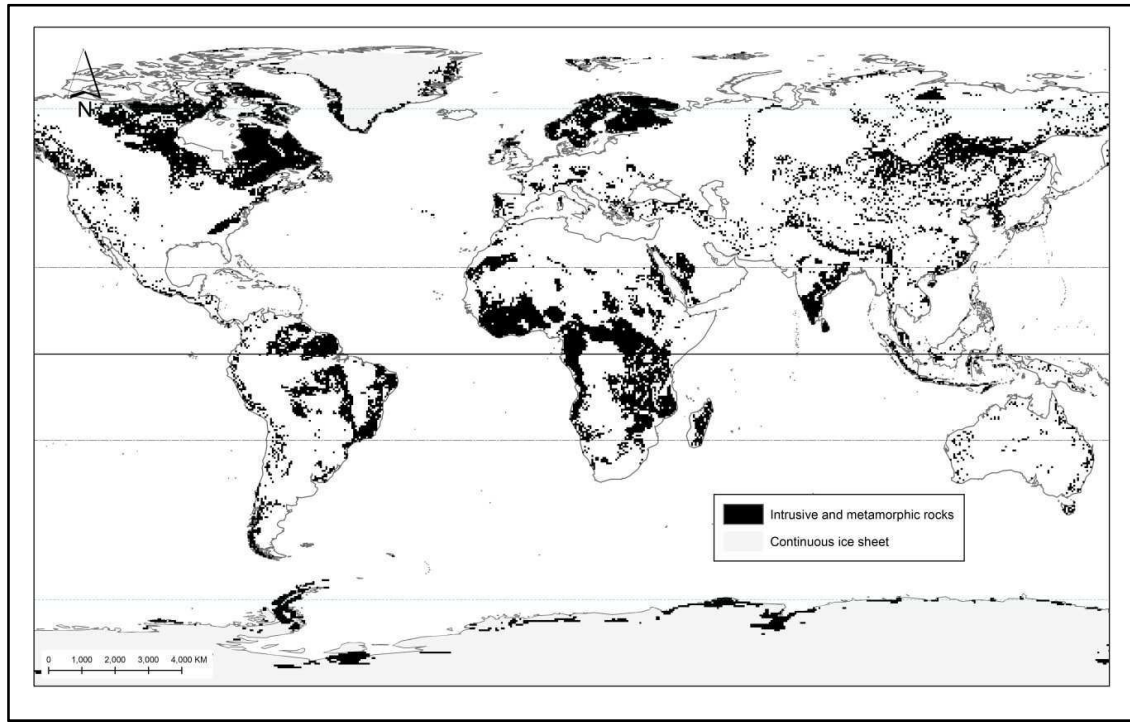 N
Intrusive and metamorphic rocks
Continuous ice sheet
0 1,000 2,000 3,000 4,000 KM